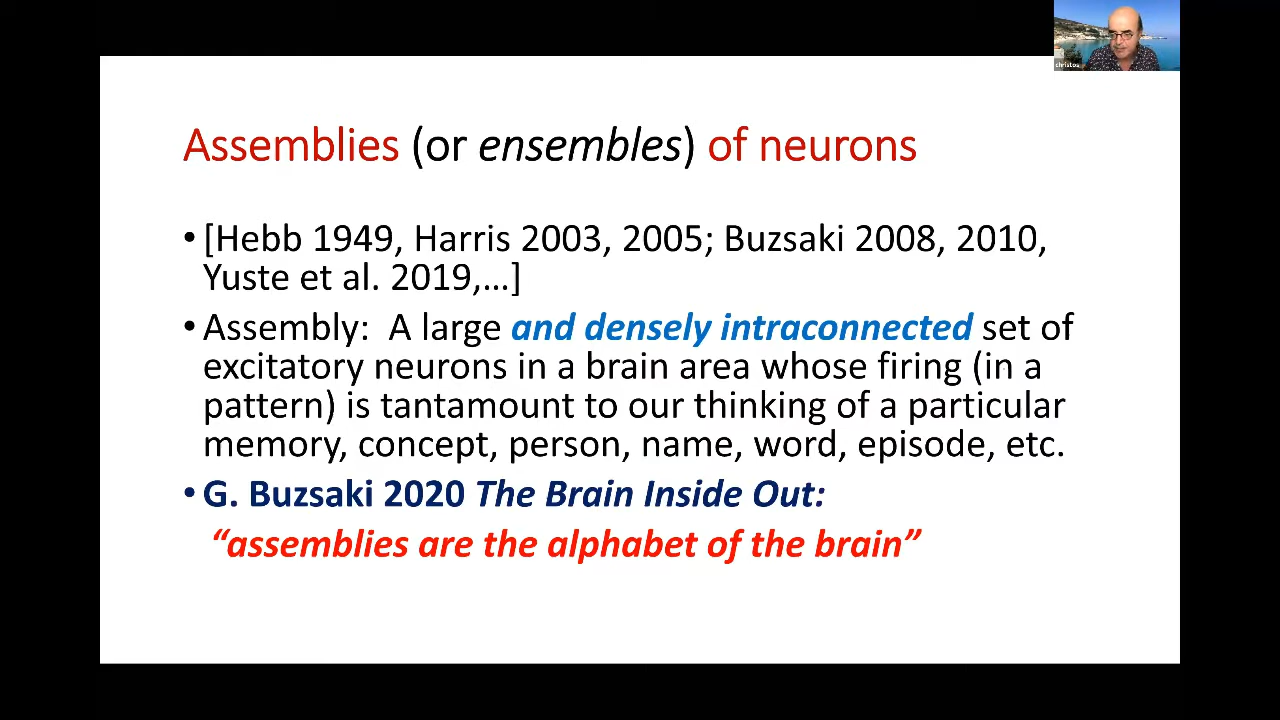 christos
Assemblies (or ensembles) of neurons
• [Hebb 1949, Harris 2003, 2005; Buzsaki 2008, 2010,
Yuste et al. 2019,…]
• Assembly:  A large and densely intraconnected set of
excitatory neurons in a brain area whose firing (in a
pattern) is tantamount to our thinking of a particular
memory, concept, person, name, word, episode, etc.
• G. Buzsaki 2020 The Brain Inside Out:
“assemblies are the alphabet of the brain”